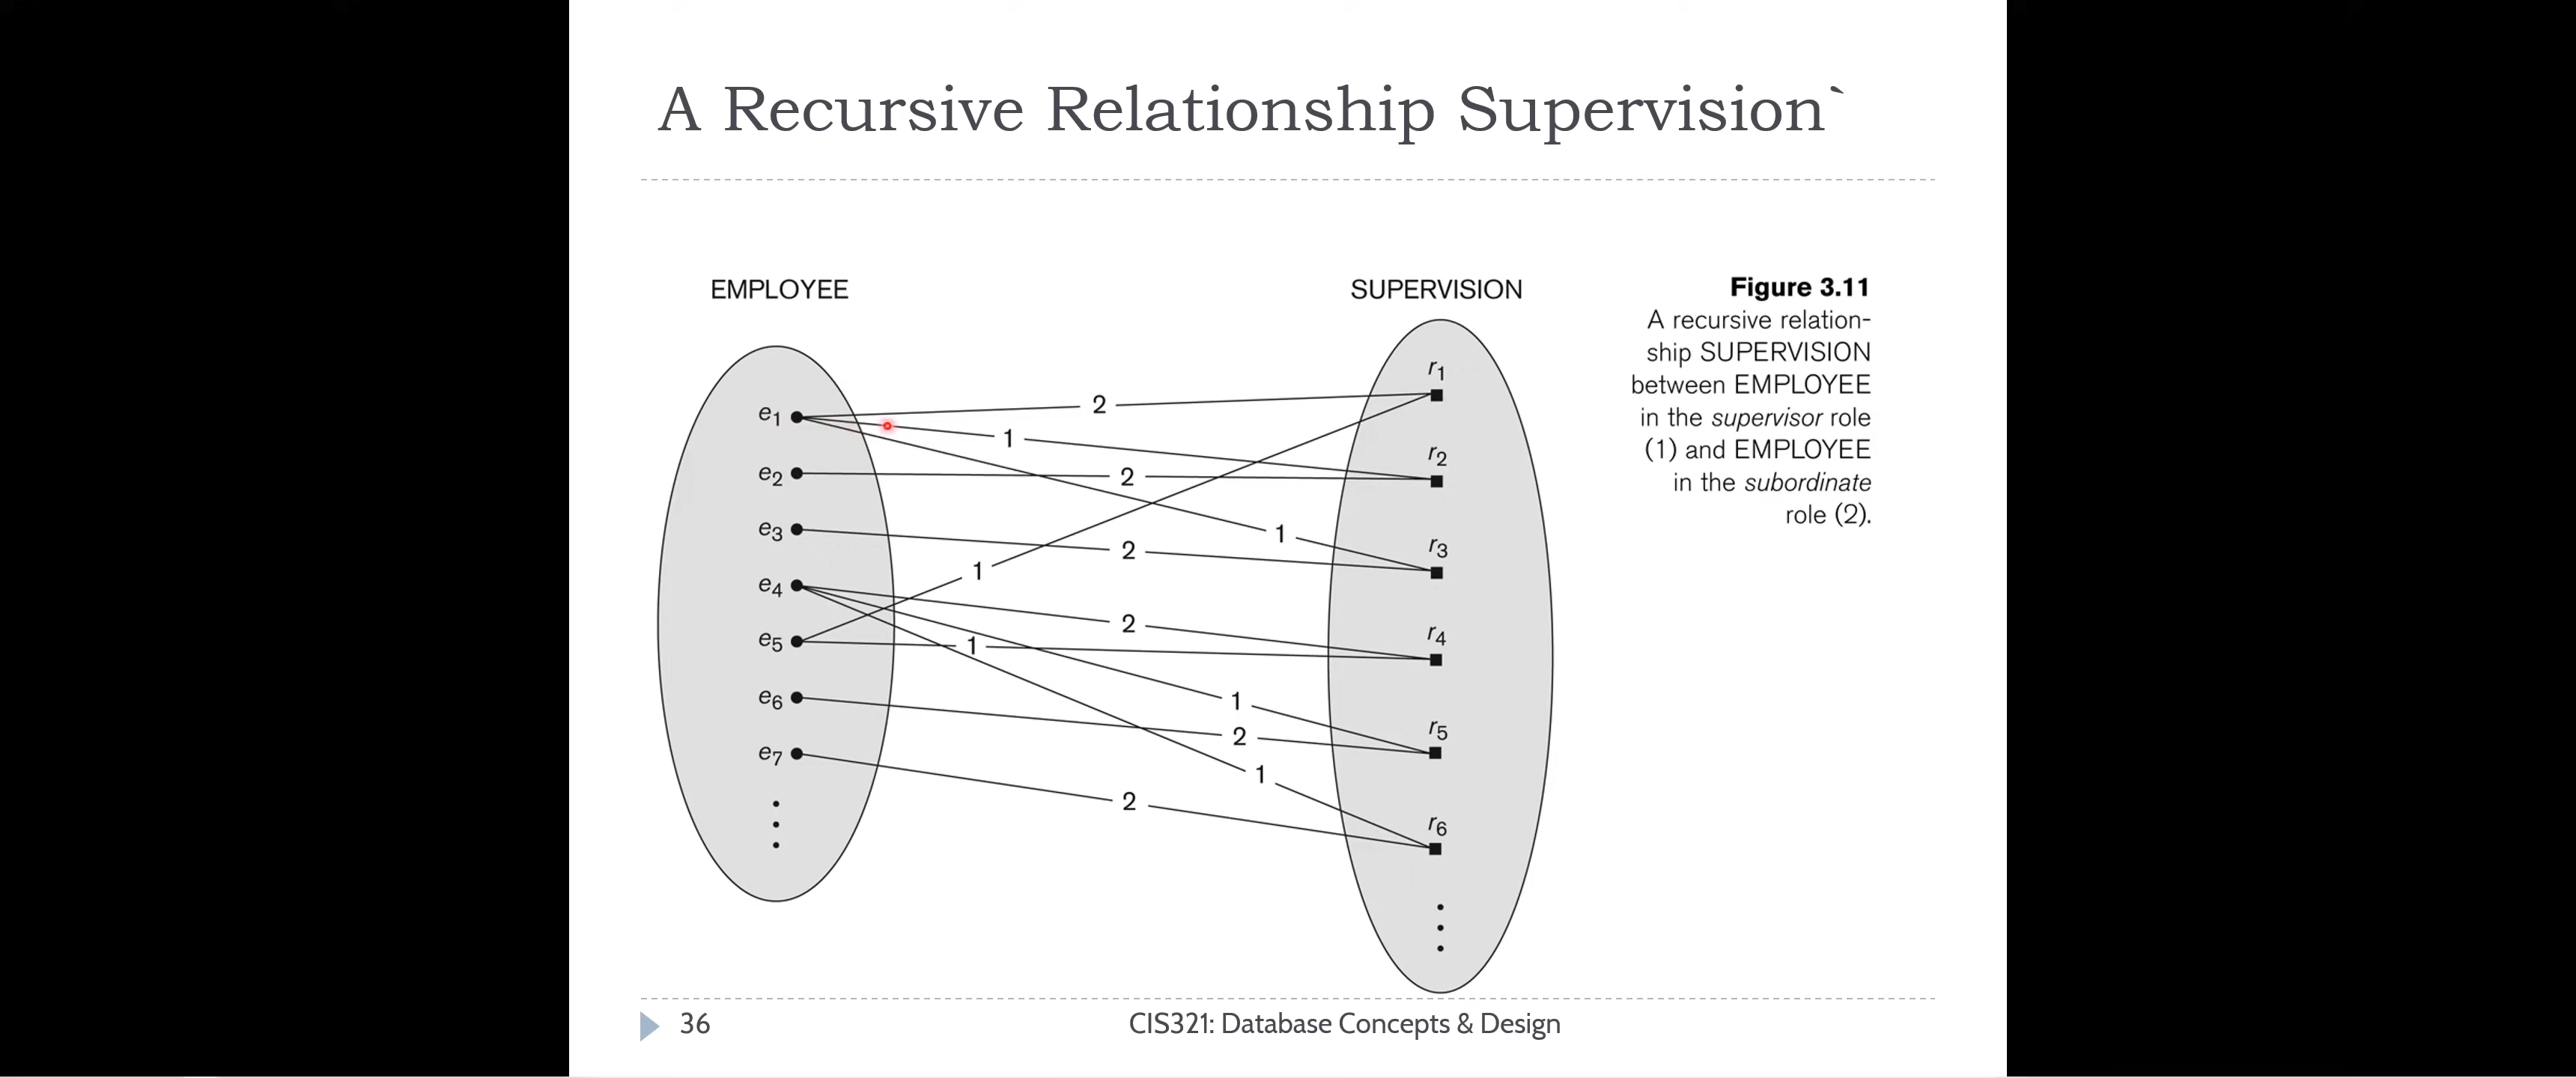 A Recursive Relationship Supervision`
EMPLOYEE
SUPERVISION
Figure 3.11
A recursive relation-
ship SUPERVISION
between EMPLOYEE
in the supervisor role
(1) and EMPLOYEE
in the subordinate
role (2).
e1
e2
e3
e4
e5
e6
e7
2
1
2
1
2
1
2
1
1
2
1
2
r1
r2
r3
r4
r5
r6
36
CIS321: Database Concepts & Design